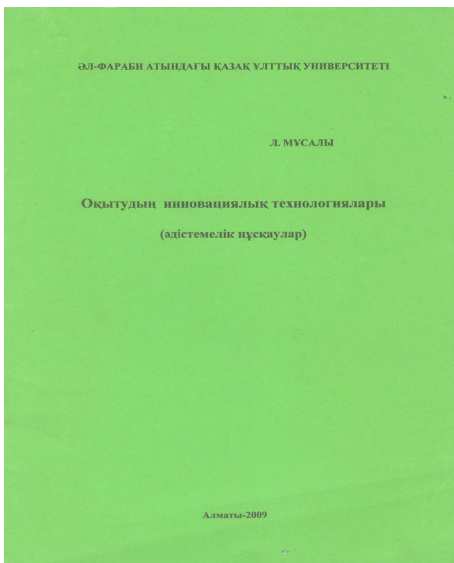 ӘЛ-ФАРАБИ АТЫНДАҒЫ ҚАЗАҚ ҰЛТТЫҚ УНИВЕРСИТЕТІ
Л. МҰСАЛЫ
Оқытудың инновациялық технологиялары
(әдістемелік нұсқаулар)
Алматы-2009